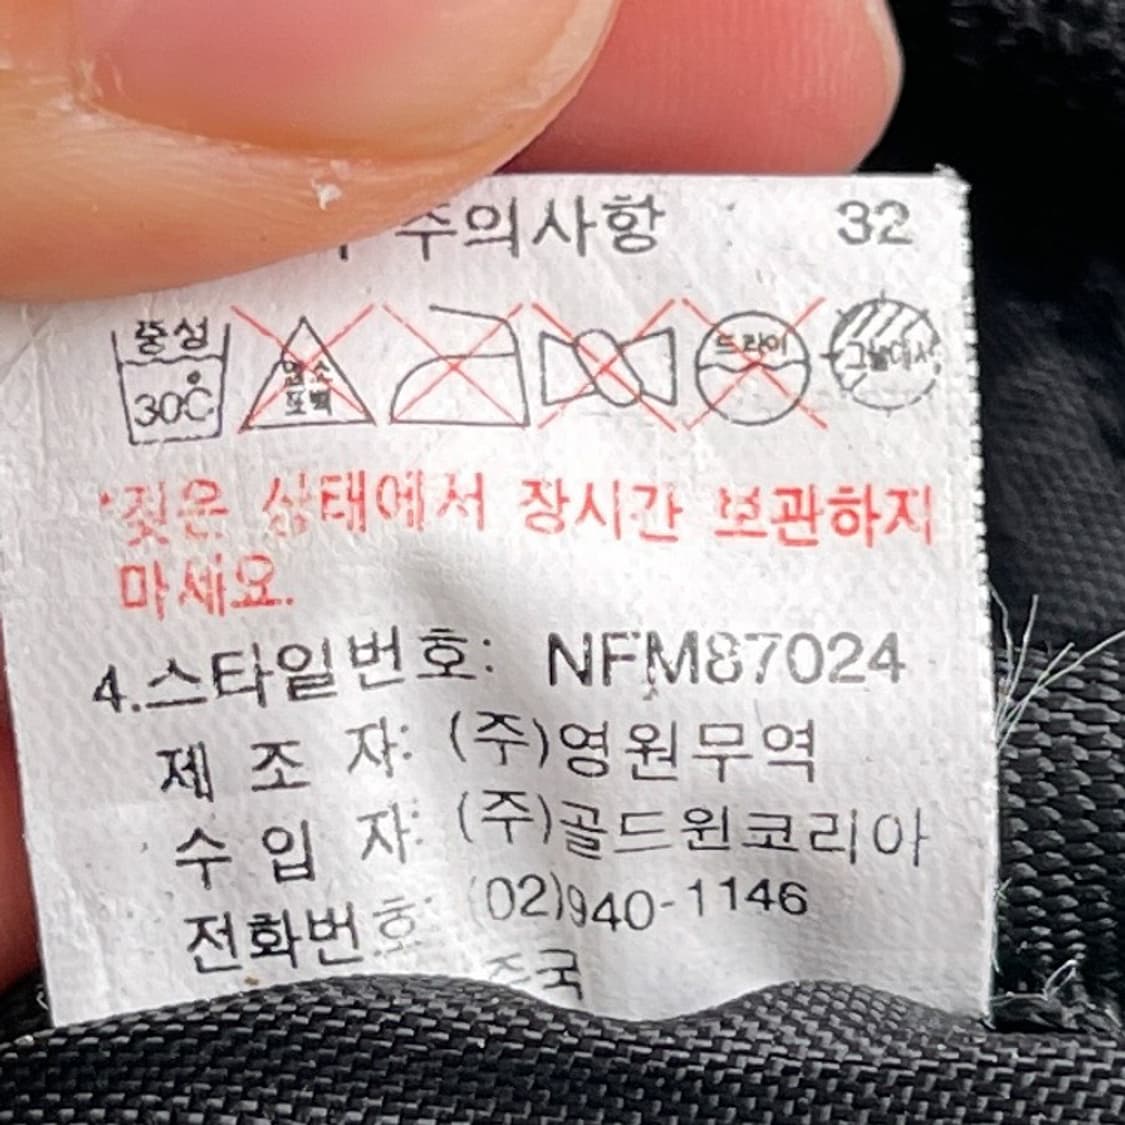 주의사항 32
중성 염소 드라이
30℃ 표백 그늘에서
*젖은 상태에서 장시간 보관하지
마세요.
4.스타일번호: NFM87024
제 조 자: (주)영원무역
수 입 자: (주)골드윈코리아
전화번호: (02)940-1146
중국